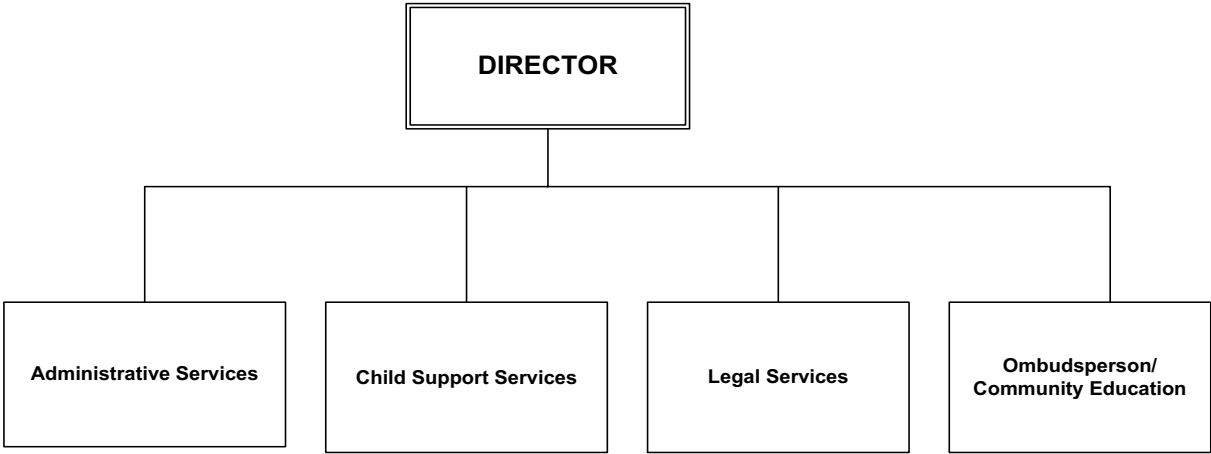 DIRECTOR
Administrative Services
Child Support Services
Legal Services
Ombudsperson/
Community Education